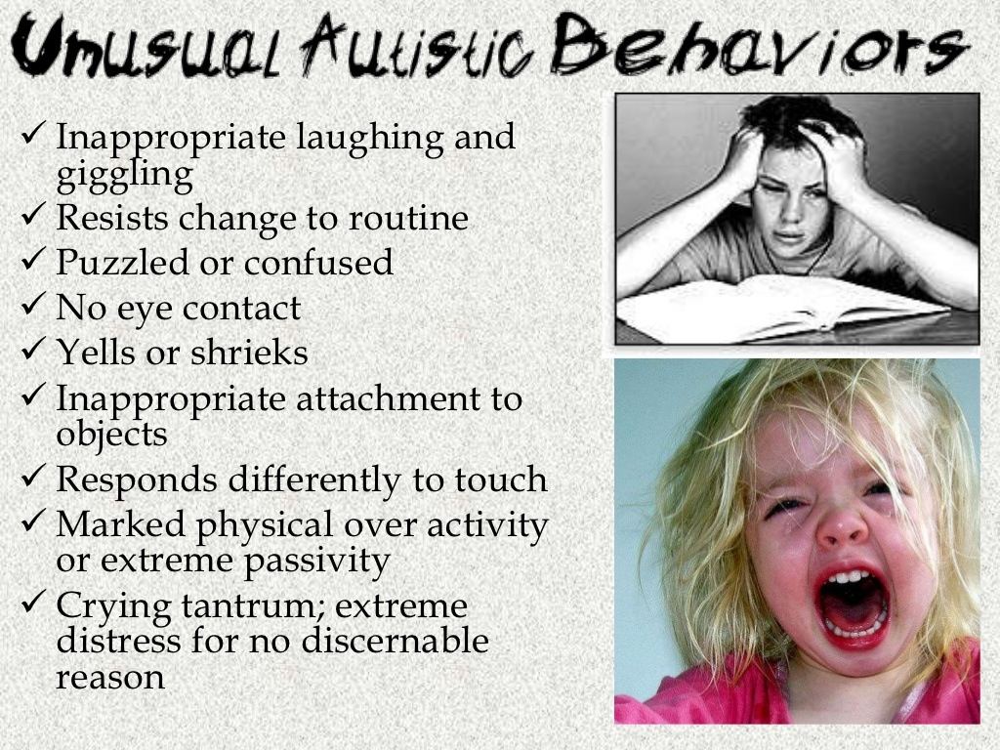 Unusual Autistic Behaviors
✓ Inappropriate laughing and
giggling
✓ Resists change to routine
✓ Puzzled or confused
✓ No eye contact
✓ Yells or shrieks
✓ Inappropriate attachment to
objects
✓ Responds differently to touch
✓ Marked physical over activity
or extreme passivity
✓ Crying tantrum; extreme
distress for no discernable
reason